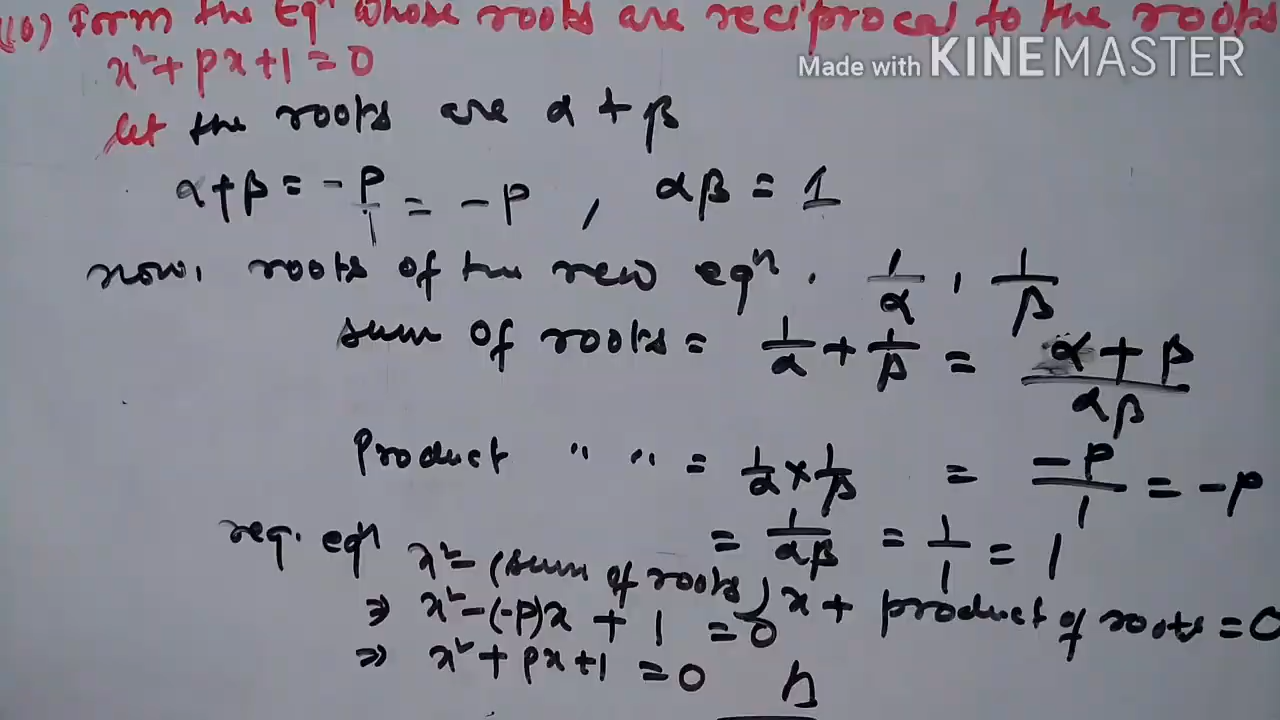 (10) Form the Eqⁿ whose roots are reciprocal to the roots
x²+px+1=0
Made with KINEMASTER
let the roots are α + β
α+β = -p/1 = -p , αβ = 1
now, roots of the new eqⁿ. 1/α , 1/β
sum of roots = 1/α + 1/β = (α+β)/αβ
Product " " = 1/α × 1/β = -p/1 = -p
= 1/αβ = 1/1 = 1
req. eqⁿ x²-(sum of roots)x + product of roots = 0
⇒ x²-(-p)x + 1 = 0
⇒ x²+px+1 = 0